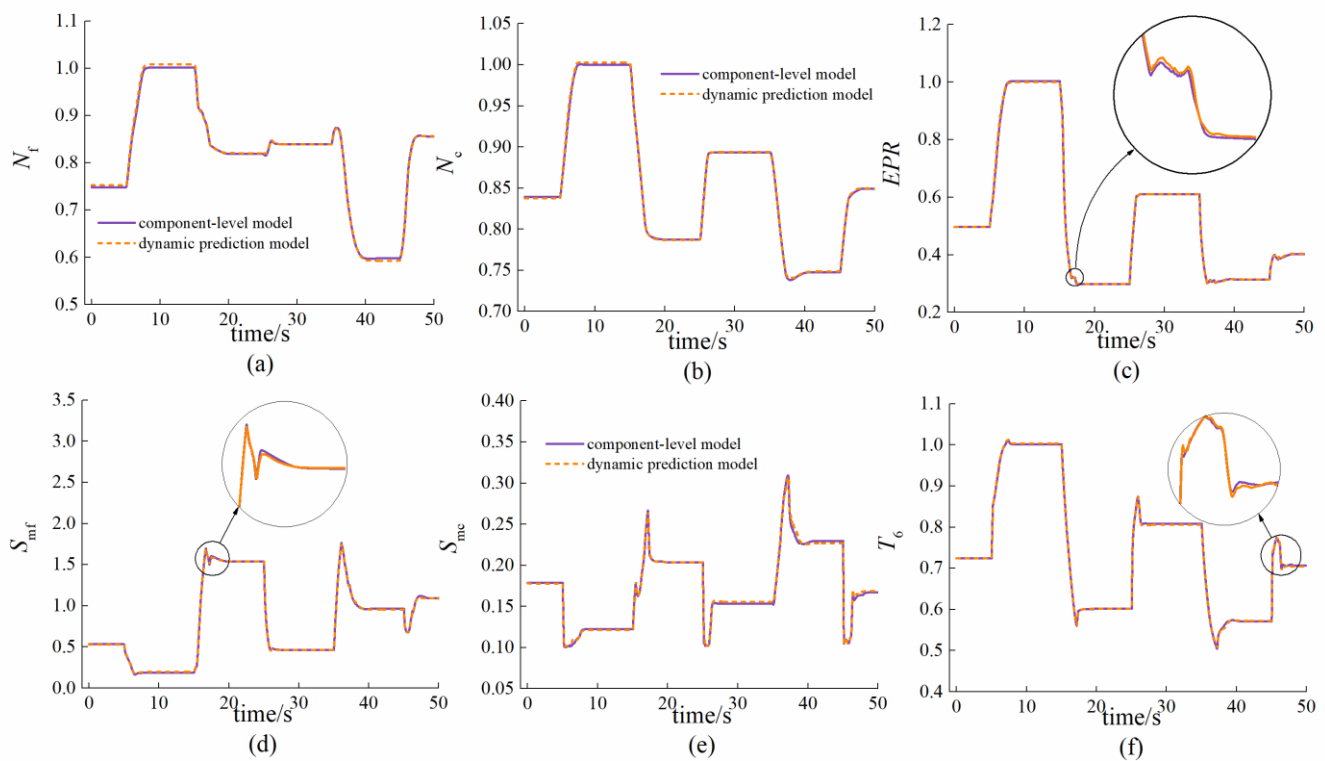 1.1
1.0
0.9
0.8
0.7
0.6
0.5
Nf
component-level model
dynamic prediction model
0 10 20 30 40 50
time/s
(a)
1.05
1.00
0.95
0.90
0.85
0.80
0.75
0.70
Nc
component-level model
dynamic prediction model
0 10 20 30 40 50
time/s
(b)
1.2
1.0
0.8
0.6
0.4
0.2
EPR
0 10 20 30 40 50
time/s
(c)
3.5
3.0
2.5
2.0
1.5
1.0
0.5
0.0
Smf
0 10 20 30 40 50
time/s
(d)
0.40
0.35
0.30
0.25
0.20
0.15
0.10
0.05
Smc
component-level model
dynamic prediction model
0 10 20 30 40 50
time/s
(e)
1.1
1.0
0.9
0.8
0.7
0.6
0.5
0.4
T6
0 10 20 30 40 50
time/s
(f)